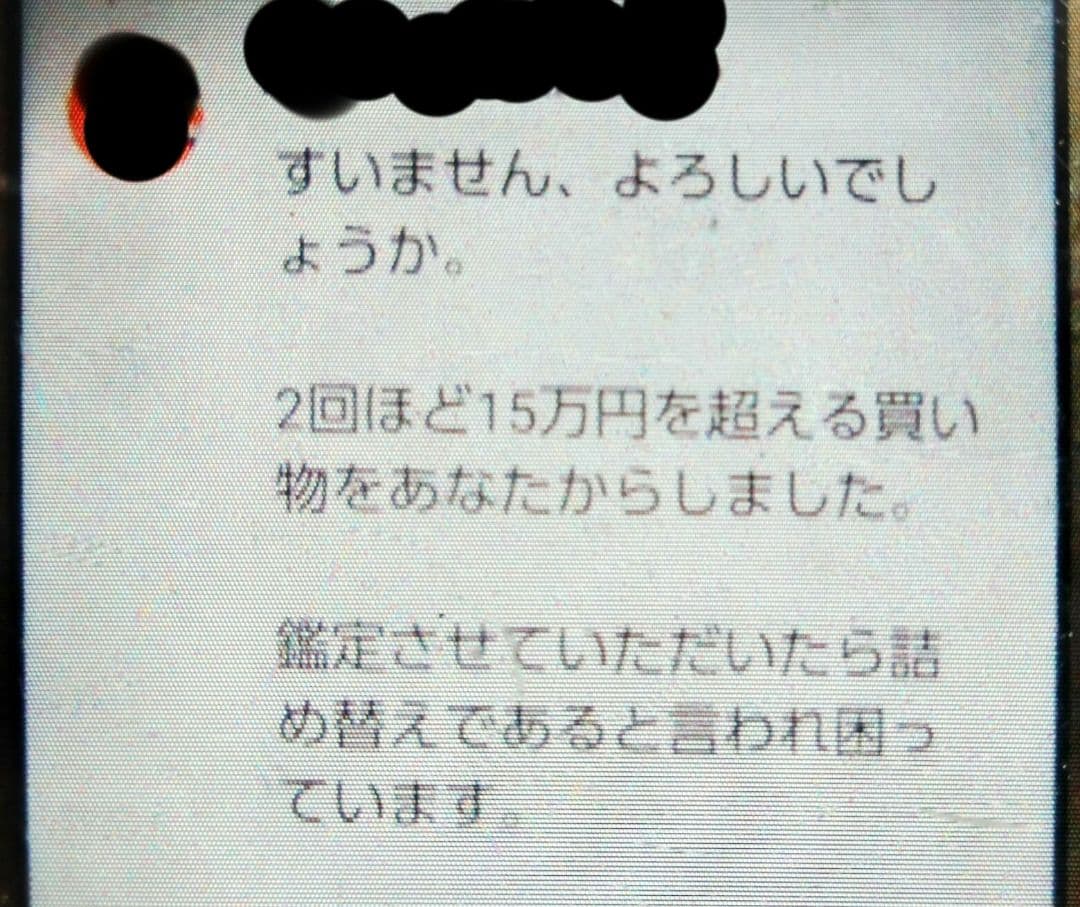 すいません、よろしいでし
ょうか。
2回ほど15万円を超える買い
物をあなたからしました。
鑑定させていただいたら詰
め替えであると言われ困っ
ています。